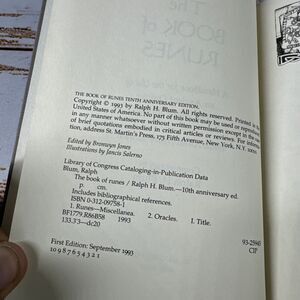 The
BOOK of
RUNES
THE BOOK OF RUNES TENTH ANNIVERSARY EDITION.
Copyright © 1993 by Ralph H. Blum. All rights reserved. Printed in the
United States of America. No part of this book may be used or reproduced
in any manner whatsoever without written permission except in the case
of brief quotations embodied in critical articles or reviews. For
address St. Martin's Press, 175 Fifth Avenue, New York, N.Y.
Edited by Bronwyn Jones
Illustrations by Jancis Salerno
Library of Congress Cataloging-in-Publication Data
Blum, Ralph
The book of runes / Ralph H. Blum.—10th anniversary ed.
p. cm.
Includes bibliographical references.
ISBN 0-312-09758-1
1. Runes—Miscellanea. 2. Oracles. I. Title.
BF1779.R86B58 1993
133.33—dc20
93-25941
CIP
First Edition: September 1993
10 9 8 7 6 5 4 3 2 1